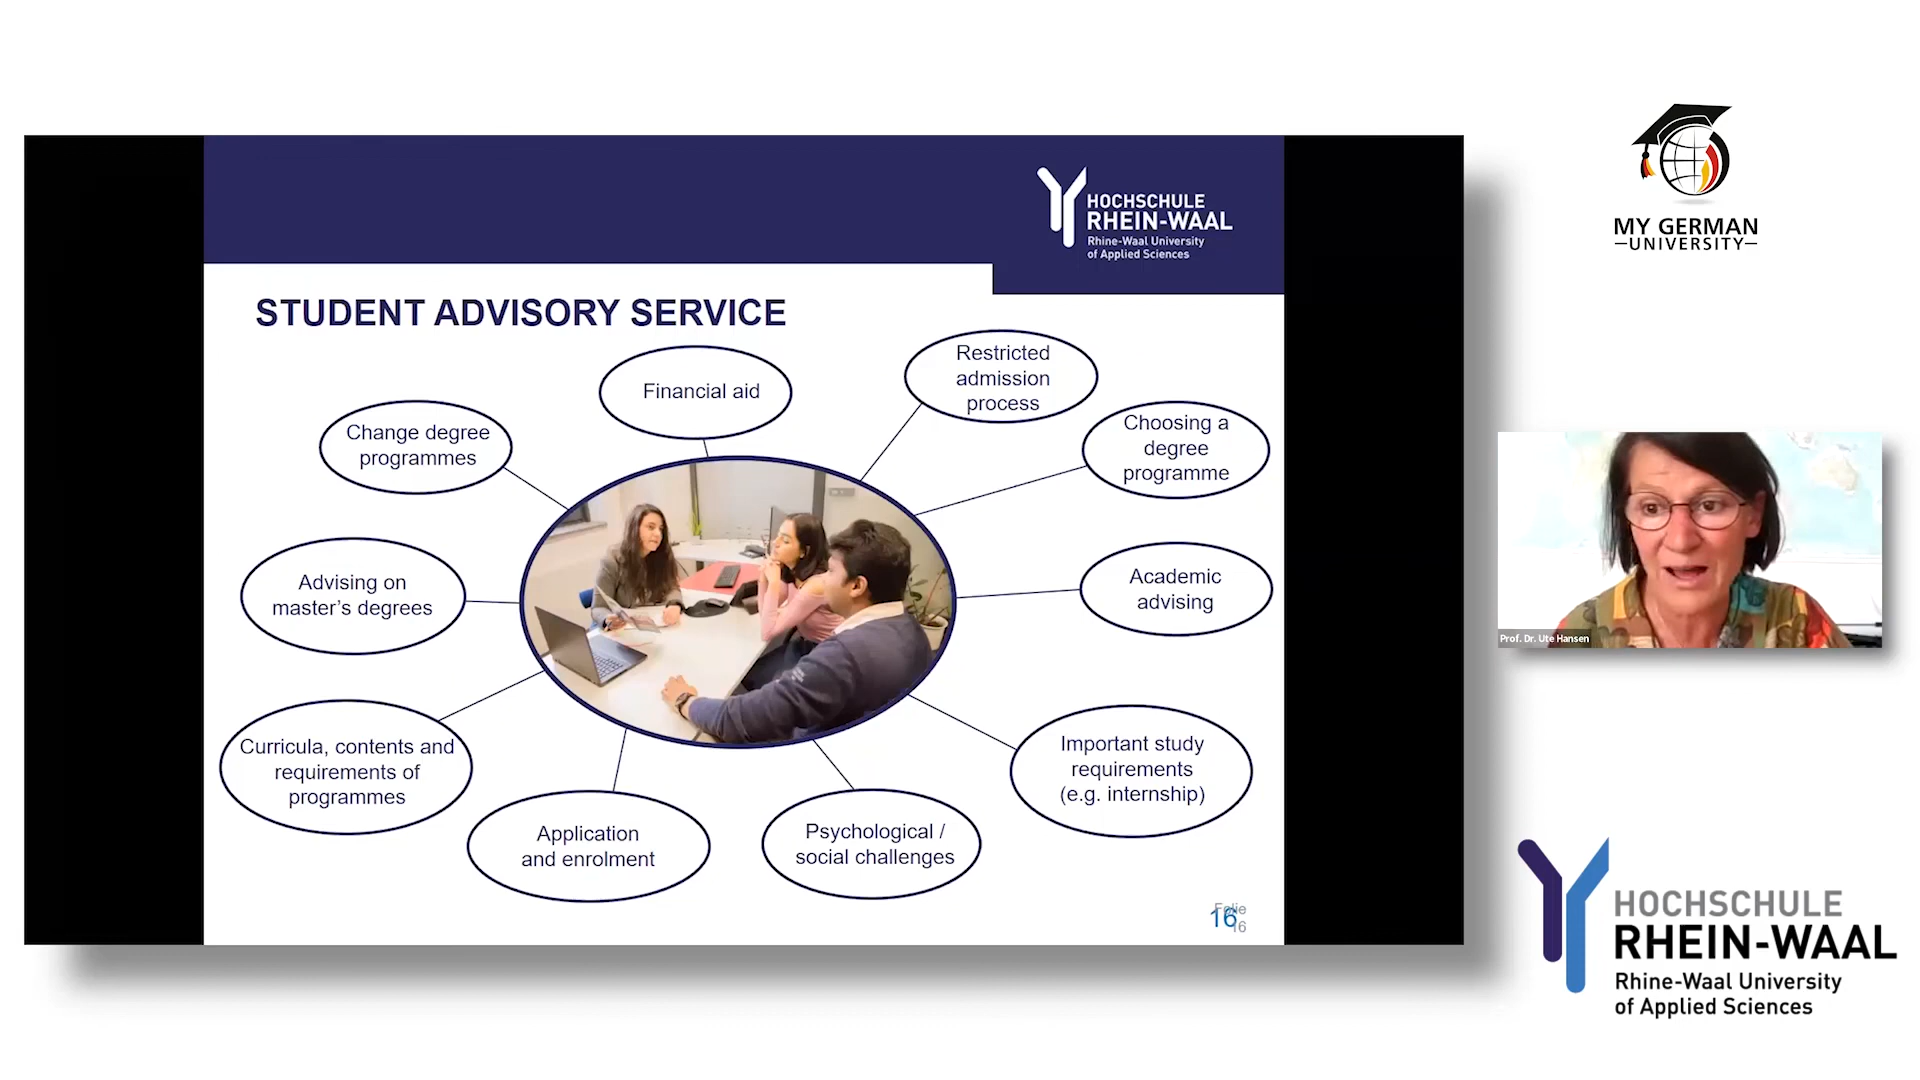 HOCHSCHULE
RHEIN-WAAL
Rhine-Waal University
of Applied Sciences
STUDENT ADVISORY SERVICE
Financial aid
Restricted
admission
process
Change degree
programmes
Choosing a
degree
programme
Advising on
master's degrees
Academic
advising
Curricula, contents and
requirements of
programmes
Important study
requirements
(e.g. internship)
Application
and enrolment
Psychological /
social challenges
Folie
16
16
MY GERMAN
UNIVERSITY
Prof. Dr. Ute Hansen
HOCHSCHULE
RHEIN-WAAL
Rhine-Waal University
of Applied Sciences